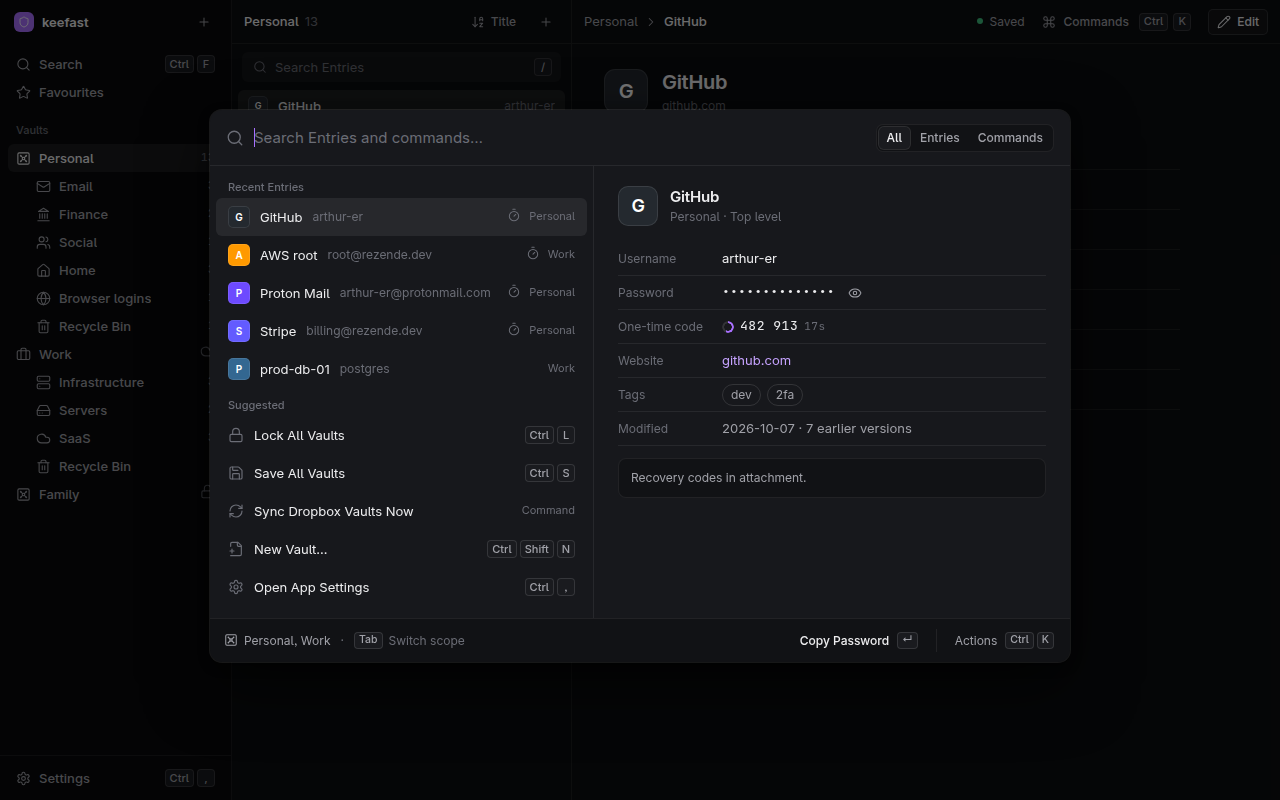 keefast
Search Ctrl F
Favourites
Vaults
Personal
Email
Finance
Social
Home
Browser logins
Recycle Bin
Work
Infrastructure
Servers
SaaS
Recycle Bin
Family
Settings Ctrl ,
Personal 13 Title
Search Entries /
G GitHub arthur-er
Personal > GitHub Saved Commands Ctrl K Edit
G GitHub
github.com
Search Entries and commands... All Entries Commands
Recent Entries
G GitHub arthur-er Personal
A AWS root root@rezende.dev Work
P Proton Mail arthur-er@protonmail.com Personal
S Stripe billing@rezende.dev Personal
P prod-db-01 postgres Work
Suggested
Lock All Vaults Ctrl L
Save All Vaults Ctrl S
Sync Dropbox Vaults Now Command
New Vault... Ctrl Shift N
Open App Settings Ctrl ,
G GitHub
Personal · Top level
Username arthur-er
Password ••••••••••••••
One-time code 482 913 17s
Website github.com
Tags dev 2fa
Modified 2026-10-07 · 7 earlier versions
Recovery codes in attachment.
Personal, Work · Tab Switch scope Copy Password ↵ Actions Ctrl K